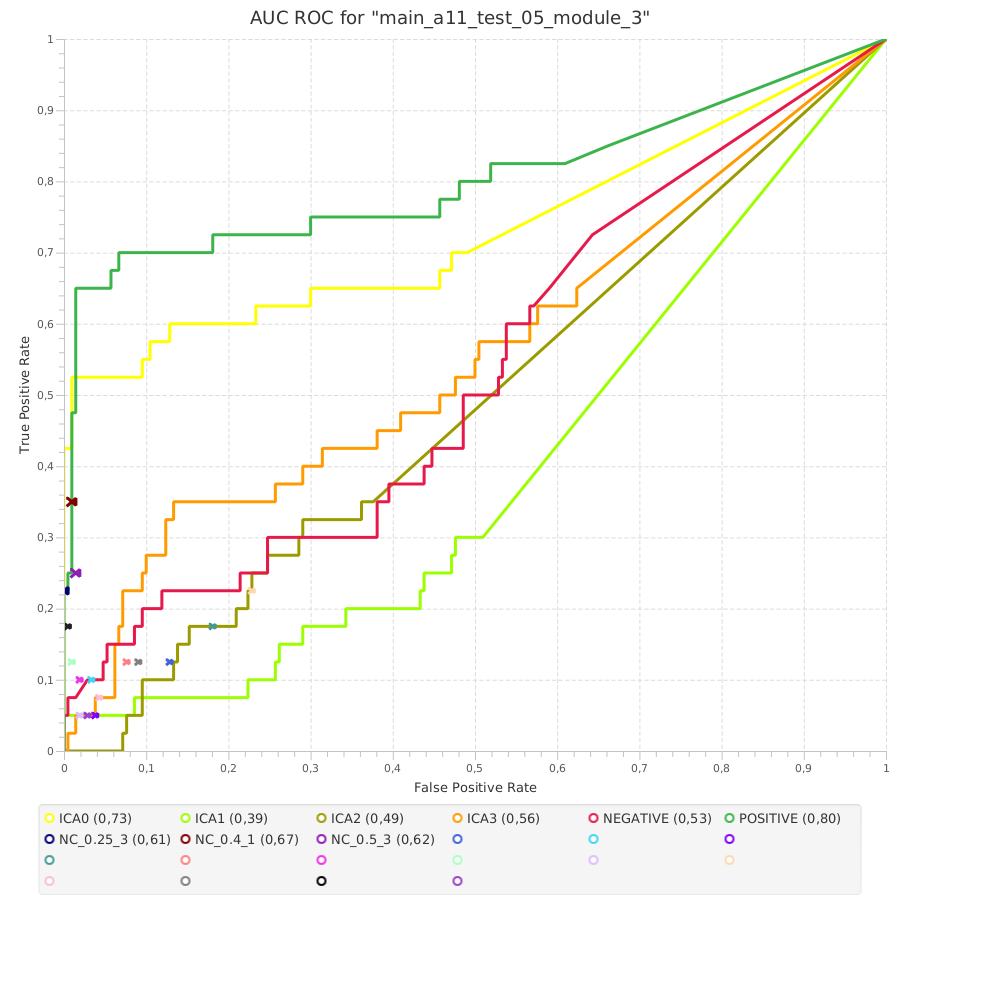 AUC ROC for "main_a11_test_05_module_3"
1
0,9
0,8
0,7
0,6
0,5
0,4
0,3
0,2
0,1
0
True Positive Rate
0 0,1 0,2 0,3 0,4 0,5 0,6 0,7 0,8 0,9 1
False Positive Rate
ICA0 (0,73) ICA1 (0,39) ICA2 (0,49) ICA3 (0,56) NEGATIVE (0,53) POSITIVE (0,80)
NC_0.25_3 (0,61) NC_0.4_1 (0,67) NC_0.5_3 (0,62)